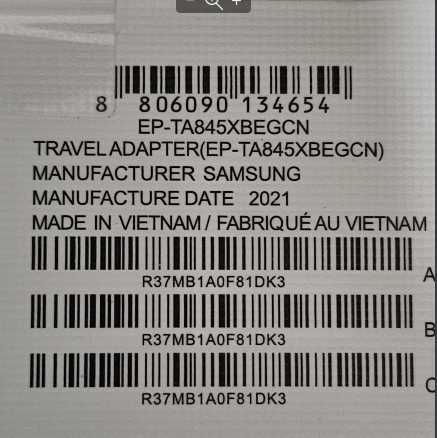 8 806090 134654
EP-TA845XBEGCN
TRAVEL ADAPTER(EP-TA845XBEGCN)
MANUFACTURER SAMSUNG
MANUFACTURE DATE 2021
MADE IN VIETNAM / FABRIQUÉ AU VIETNAM
A
R37MB1A0F81DK3
B
R37MB1A0F81DK3
C
R37MB1A0F81DK3